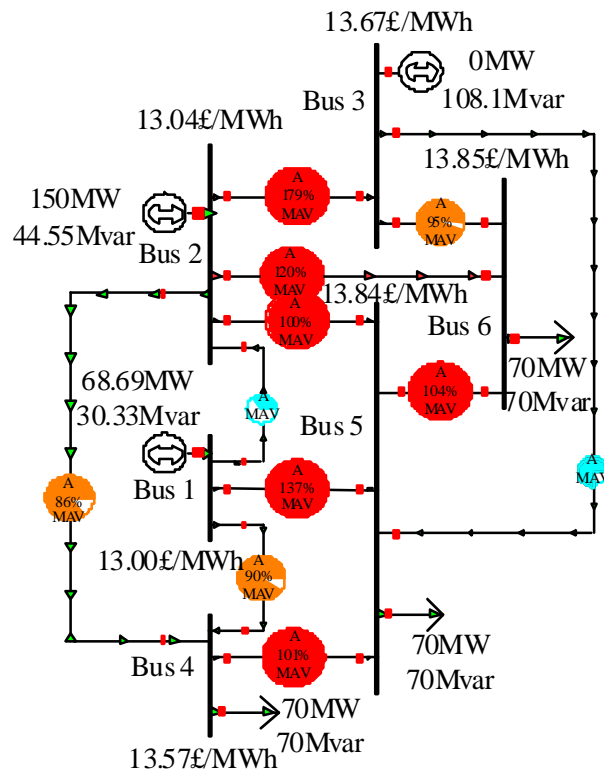 13.67£/MWh
0MW
108.1Mvar
Bus 3
13.04£/MWh
13.85£/MWh
A
179%
MAV
150MW
44.55Mvar
A
95%
MAV
Bus 2
A
120%
MAV
13.84£/MWh
A
100%
MAV
Bus 6
70MW
70Mvar
68.69MW
30.33Mvar
A
MAV
A
104%
MAV
Bus 5
A
MAV
Bus 1
A
86%
MAV
A
137%
MAV
13.00£/MWh
A
90%
MAV
Bus 4
A
101%
MAV
70MW
70Mvar
70MW
70Mvar
13.57£/MWh